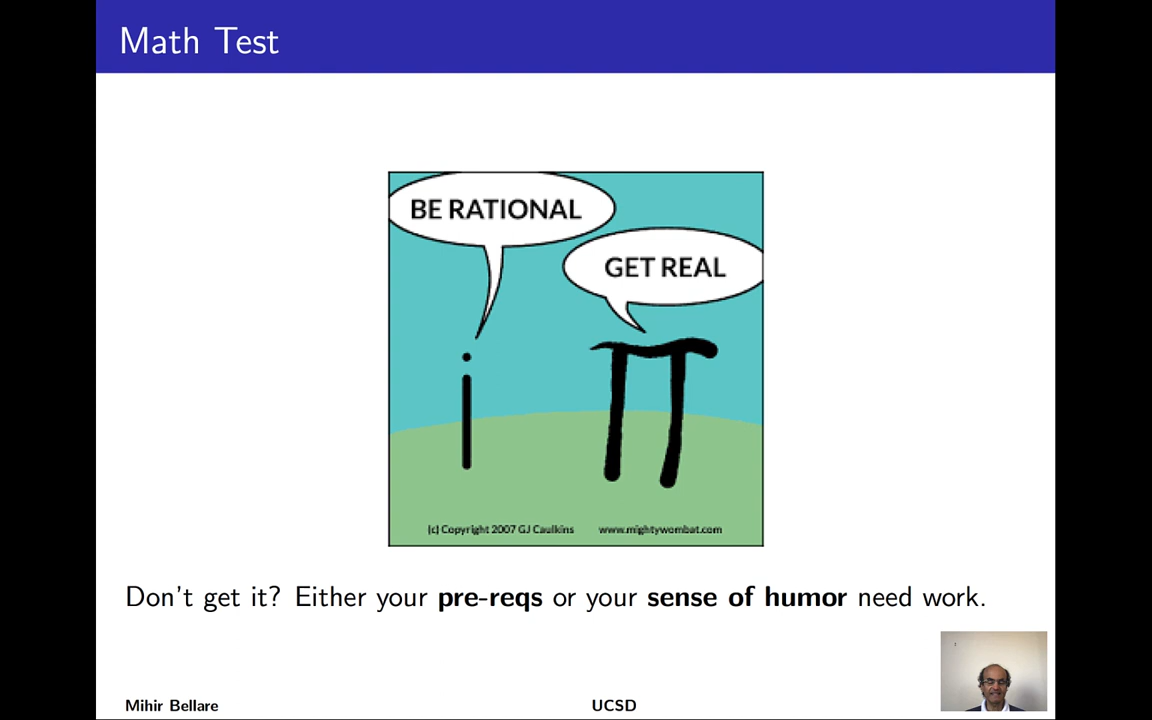 Math Test
BE RATIONAL
GET REAL
i π
(c) Copyright 2007 GJ Caulkins www.mightywombat.com
Don't get it? Either your pre-reqs or your sense of humor need work.
Mihir Bellare UCSD